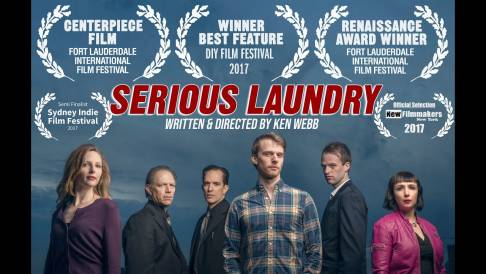 CENTERPIECE
FILM
FORT LAUDERDALE
INTERNATIONAL
FILM FESTIVAL
WINNER
BEST FEATURE
DIY FILM FESTIVAL
2017
RENAISSANCE
AWARD WINNER
FORT LAUDERDALE
INTERNATIONAL
FILM FESTIVAL
Semi Finalist
Sydney Indie
Film Festival
2017
SERIOUS LAUNDRY
WRITTEN & DIRECTED BY KEN WEBB
Official Selection
NewFilmmakers
New York
2017